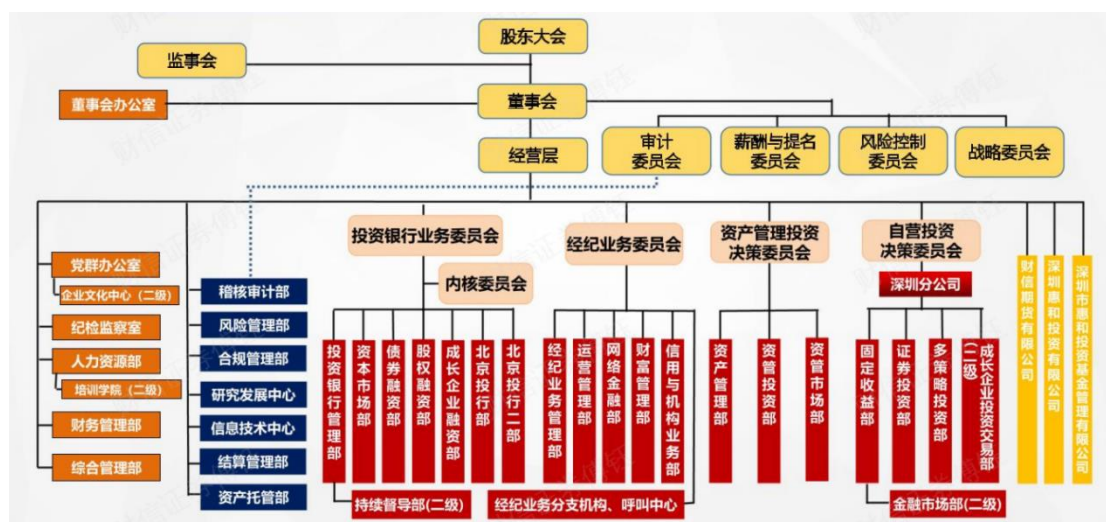 股东大会
监事会
董事会办公室
董事会
经营层
审计
委员会
薪酬与提名
委员会
风险控制
委员会
战略委员会
投资银行业务委员会
内核委员会
经纪业务委员会
资产管理投资
决策委员会
自营投资
决策委员会
深圳分公司
党群办公室
企业文化中心（二级）
纪检监察室
人力资源部
培训学院（二级）
财务管理部
综合管理部
稽核审计部
风险管理部
合规管理部
研究发展中心
信息技术中心
结算管理部
资产托管部
投资银行管理部
资本市场部
债券融资部
股权融资部
成长企业融资部
北京投行部
北京投行二部
持续督导部(二级)
经纪业务管理部
运营管理部
网络金融部
财富管理部
信用与机构业务部
经纪业务分支机构、呼叫中心
资产管理部
资管投资部
资管市场部
固定收益部
证券投资部
多策略投资部
成长企业投资交易部
(二级)
金融市场部(二级)
财信期货有限公司
深圳惠和投资有限公司
深圳市惠和投资基金管理有限公司